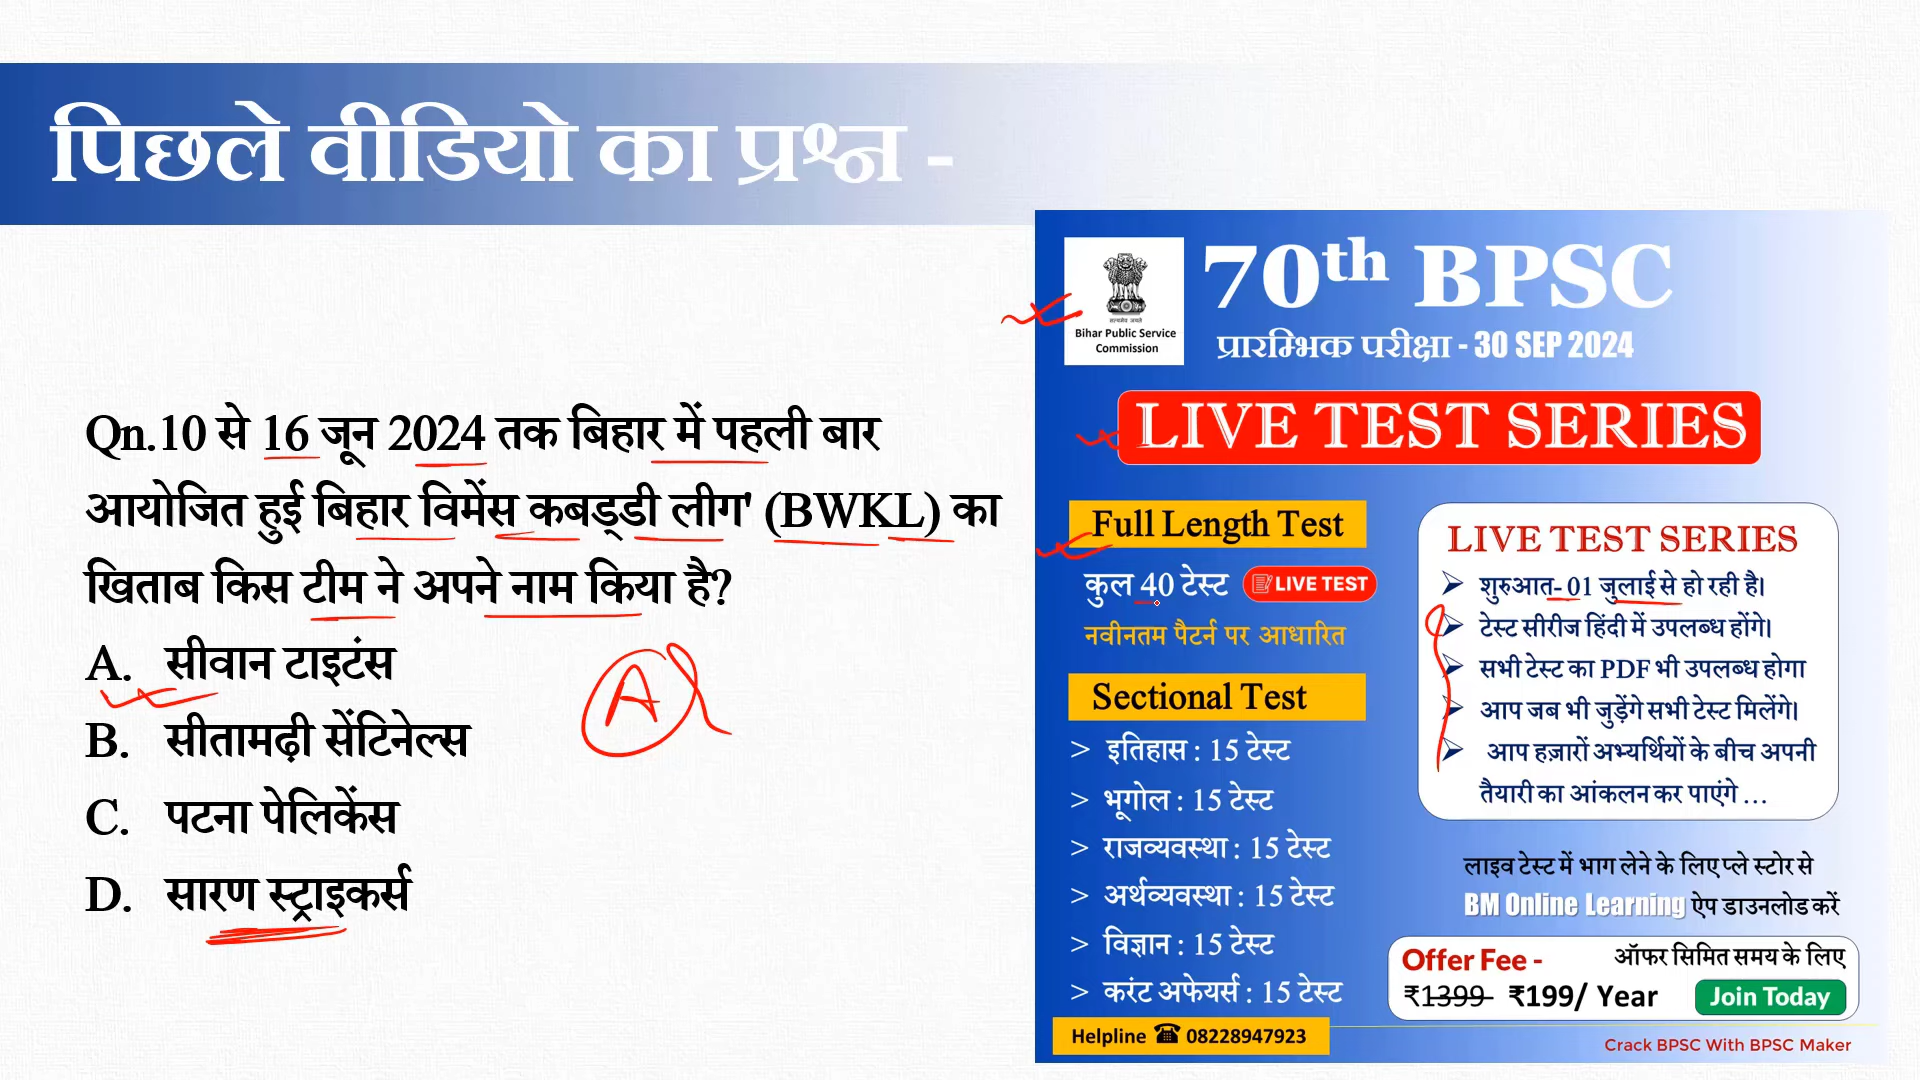 पिछले वीडियो का प्रश्न -
Qn.10 से 16 जून 2024 तक बिहार में पहली बार
आयोजित हुई बिहार विमेंस कबड्डी लीग' (BWKL) का
खिताब किस टीम ने अपने नाम किया है?
A. सीवान टाइटंस
B. सीतामढ़ी सेंटिनेल्स
C. पटना पेलिकेंस
D. सारण स्ट्राइकर्स
A
सत्यमेव जयते
Bihar Public Service
Commission
70th BPSC
प्रारम्भिक परीक्षा - 30 SEP 2024
LIVE TEST SERIES
Full Length Test
कुल 40 टेस्ट LIVE TEST
नवीनतम पैटर्न पर आधारित
Sectional Test
> इतिहास : 15 टेस्ट
> भूगोल : 15 टेस्ट
> राजव्यवस्था : 15 टेस्ट
> अर्थव्यवस्था : 15 टेस्ट
> विज्ञान : 15 टेस्ट
> करंट अफेयर्स : 15 टेस्ट
Helpline ☎ 08228947923
LIVE TEST SERIES
शुरुआत- 01 जुलाई से हो रही है।
टेस्ट सीरीज हिंदी में उपलब्ध होंगे।
सभी टेस्ट का PDF भी उपलब्ध होगा
आप जब भी जुड़ेंगे सभी टेस्ट मिलेंगे।
आप हज़ारों अभ्यर्थियों के बीच अपनी
तैयारी का आंकलन कर पाएंगे ...
लाइव टेस्ट में भाग लेने के लिए प्ले स्टोर से
BM Online Learning ऐप डाउनलोड करें
Offer Fee - ऑफर सिमित समय के लिए
₹1399 ₹199/ Year Join Today
Crack BPSC With BPSC Maker